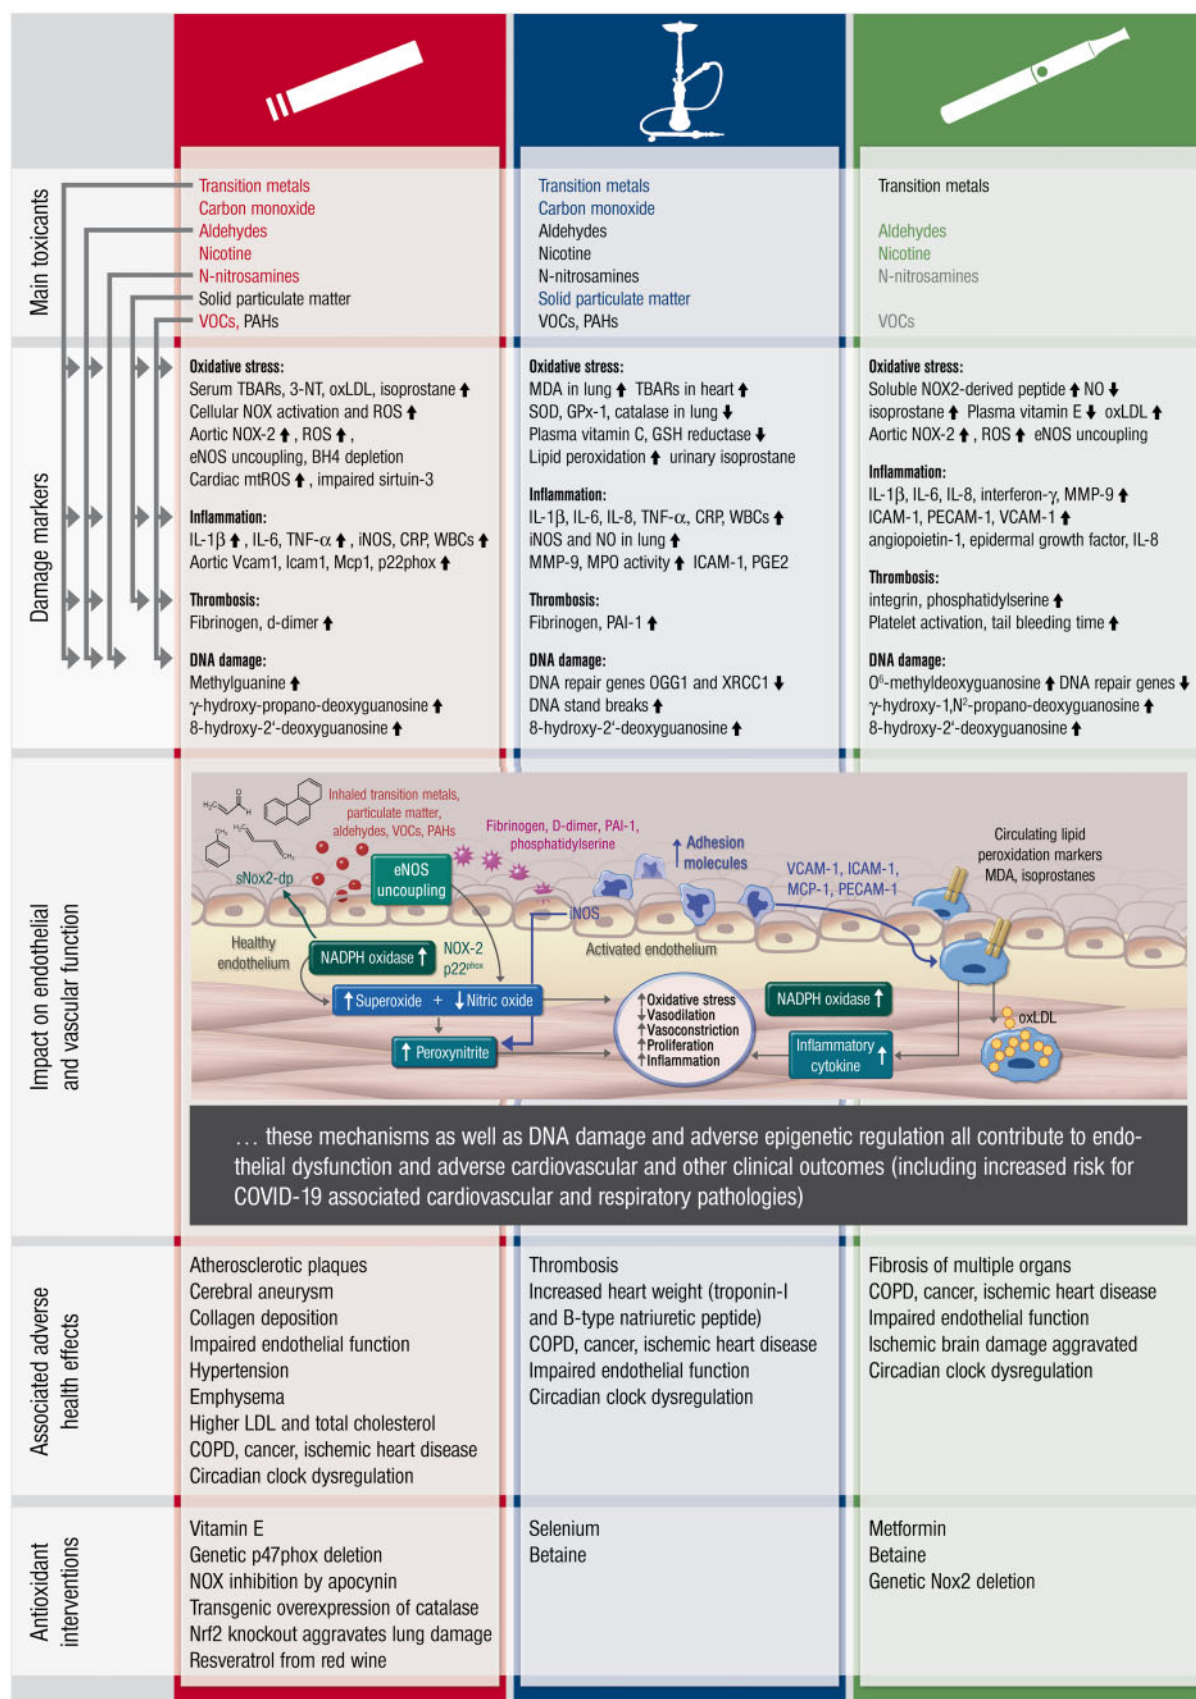 Main toxicants
Transition metals
Carbon monoxide
Aldehydes
Nicotine
N-nitrosamines
Solid particulate matter
VOCs, PAHs
Transition metals
Carbon monoxide
Aldehydes
Nicotine
N-nitrosamines
Solid particulate matter
VOCs, PAHs
Transition metals
Aldehydes
Nicotine
N-nitrosamines
VOCs
Damage markers
Oxidative stress:
Serum TBARs, 3-NT, oxLDL, isoprostane ↑
Cellular NOX activation and ROS ↑
Aortic NOX-2 ↑, ROS ↑,
eNOS uncoupling, BH4 depletion
Cardiac mtROS ↑, impaired sirtuin-3
Inflammation:
IL-1β ↑, IL-6, TNF-α ↑, iNOS, CRP, WBCs ↑
Aortic Vcam1, Icam1, Mcp1, p22phox ↑
Thrombosis:
Fibrinogen, d-dimer ↑
DNA damage:
Methylguanine ↑
γ-hydroxy-propano-deoxyguanosine ↑
8-hydroxy-2‘-deoxyguanosine ↑
Oxidative stress:
MDA in lung ↑ TBARs in heart ↑
SOD, GPx-1, catalase in lung ↓
Plasma vitamin C, GSH reductase ↓
Lipid peroxidation ↑ urinary isoprostane
Inflammation:
IL-1β, IL-6, IL-8, TNF-α, CRP, WBCs ↑
iNOS and NO in lung ↑
MMP-9, MPO activity ↑ ICAM-1, PGE2
Thrombosis:
Fibrinogen, PAI-1 ↑
DNA damage:
DNA repair genes OGG1 and XRCC1 ↓
DNA stand breaks ↑
8-hydroxy-2‘-deoxyguanosine ↑
Oxidative stress:
Soluble NOX2-derived peptide ↑ NO ↓
isoprostane ↑ Plasma vitamin E ↓ oxLDL ↑
Aortic NOX-2 ↑, ROS ↑ eNOS uncoupling
Inflammation:
IL-1β, IL-6, IL-8, interferon-γ, MMP-9 ↑
ICAM-1, PECAM-1, VCAM-1 ↑
angiopoietin-1, epidermal growth factor, IL-8
Thrombosis:
integrin, phosphatidylserine ↑
Platelet activation, tail bleeding time ↑
DNA damage:
O⁶-methyldeoxyguanosine ↑ DNA repair genes ↓
γ-hydroxy-1,N²-propano-deoxyguanosine ↑
8-hydroxy-2‘-deoxyguanosine ↑
Impact on endothelial
and vascular function
H₂C
O
H
CH₃
H₂C
CH₂
Inhaled transition metals,
particulate matter,
aldehydes, VOCs, PAHs
sNox2-dp
eNOS
uncoupling
Fibrinogen, D-dimer, PAI-1,
phosphatidylserine
↑ Adhesion
molecules
VCAM-1, ICAM-1,
MCP-1, PECAM-1
Circulating lipid
peroxidation markers
MDA, isoprostanes
iNOS
Healthy
endothelium
NADPH oxidase ↑
NOX-2
p22ᵖʰᵒˣ
Activated endothelium
↑ Superoxide + ↓ Nitric oxide
↑ Peroxynitrite
↑ Oxidative stress
↓ Vasodilation
↑ Vasoconstriction
↑ Proliferation
↑ Inflammation
NADPH oxidase ↑
Inflammatory
cytokine ↑
oxLDL
… these mechanisms as well as DNA damage and adverse epigenetic regulation all contribute to endo-
thelial dysfunction and adverse cardiovascular and other clinical outcomes (including increased risk for
COVID-19 associated cardiovascular and respiratory pathologies)
Associated adverse
health effects
Atherosclerotic plaques
Cerebral aneurysm
Collagen deposition
Impaired endothelial function
Hypertension
Emphysema
Higher LDL and total cholesterol
COPD, cancer, ischemic heart disease
Circadian clock dysregulation
Thrombosis
Increased heart weight (troponin-I
and B-type natriuretic peptide)
COPD, cancer, ischemic heart disease
Impaired endothelial function
Circadian clock dysregulation
Fibrosis of multiple organs
COPD, cancer, ischemic heart disease
Impaired endothelial function
Ischemic brain damage aggravated
Circadian clock dysregulation
Antioxidant
interventions
Vitamin E
Genetic p47phox deletion
NOX inhibition by apocynin
Transgenic overexpression of catalase
Nrf2 knockout aggravates lung damage
Resveratrol from red wine
Selenium
Betaine
Metformin
Betaine
Genetic Nox2 deletion